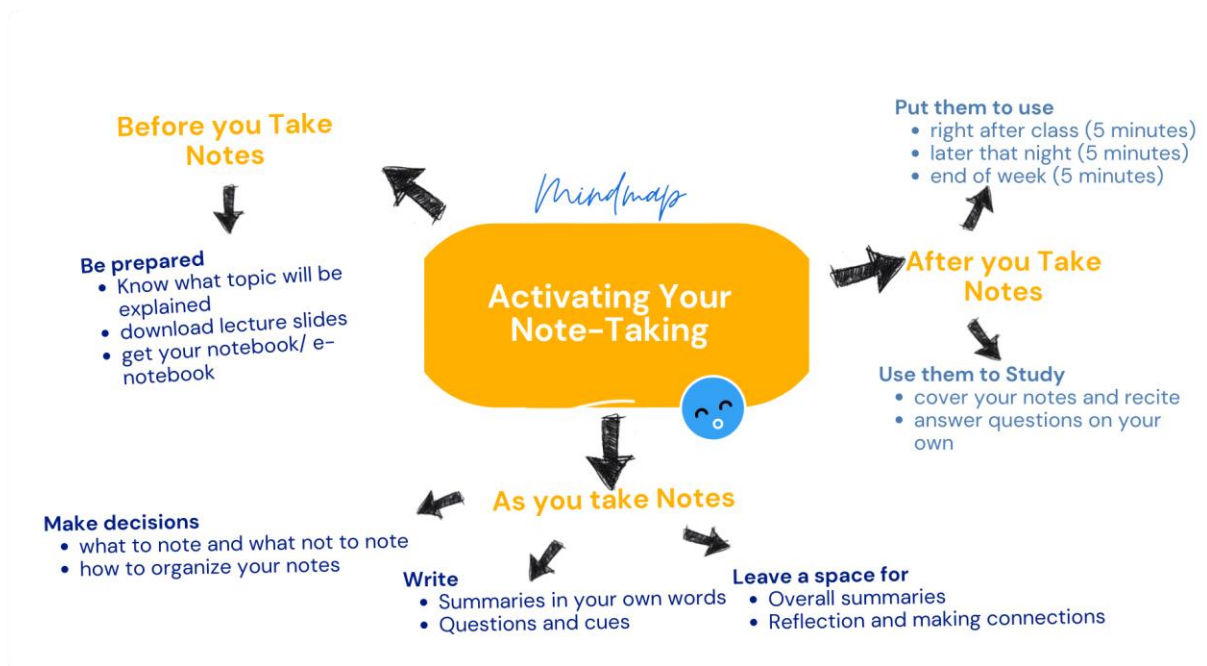 Mindmap
Activating Your
Note-Taking
Before you Take
Notes
Be prepared
• Know what topic will be
explained
• download lecture slides
• get your notebook/ e-
notebook
As you take Notes
Make decisions
• what to note and what not to note
• how to organize your notes
Write
• Summaries in your own words
• Questions and cues
Leave a space for
• Overall summaries
• Reflection and making connections
After you Take
Notes
Put them to use
• right after class (5 minutes)
• later that night (5 minutes)
• end of week (5 minutes)
Use them to Study
• cover your notes and recite
• answer questions on your
own